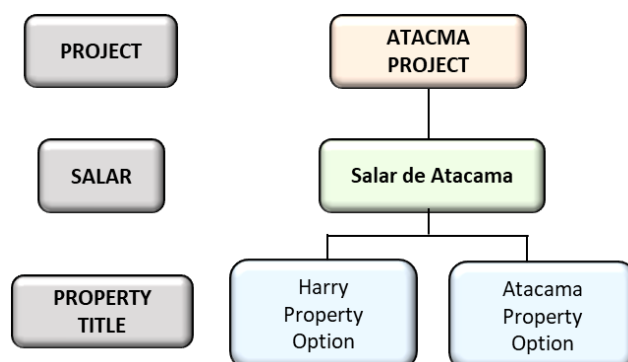 PROJECT
ATACMA
PROJECT
SALAR
Salar de Atacama
PROPERTY
TITLE
Harry
Property
Option
Atacama
Property
Option